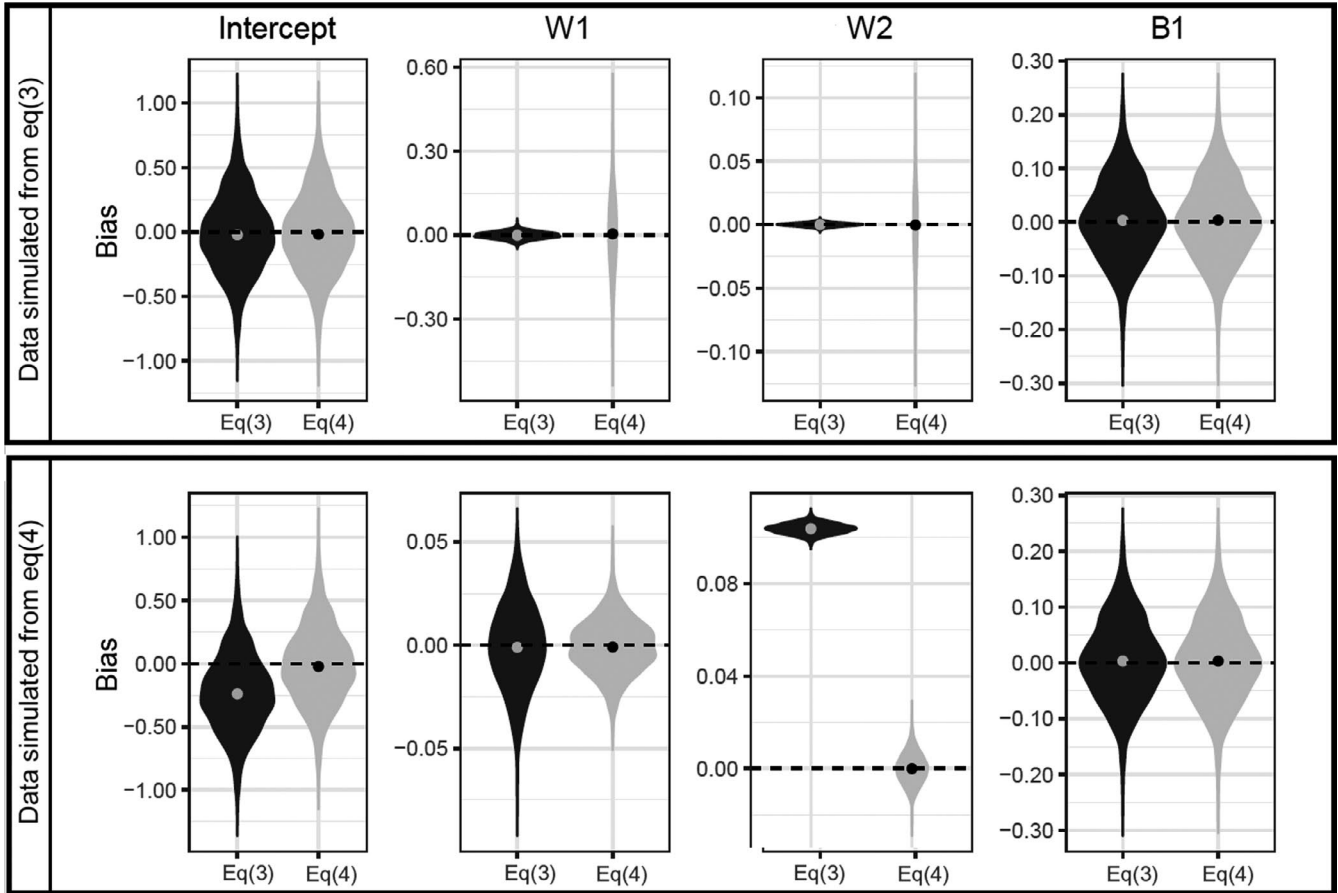 Intercept
W1
W2
B1
Data simulated from eq(3)
Bias
1.00
0.50
0.00
−0.50
−1.00
Eq(3)
Eq(4)
0.60
0.30
0.00
−0.30
Eq(3)
Eq(4)
0.10
0.05
0.00
−0.05
−0.10
Eq(3)
Eq(4)
0.30
0.20
0.10
0.00
−0.10
−0.20
−0.30
Eq(3)
Eq(4)
Data simulated from eq(4)
Bias
1.00
0.50
0.00
−0.50
−1.00
Eq(3)
Eq(4)
0.05
0.00
−0.05
Eq(3)
Eq(4)
0.08
0.04
0.00
Eq(3)
Eq(4)
0.30
0.20
0.10
0.00
−0.10
−0.20
−0.30
Eq(3)
Eq(4)